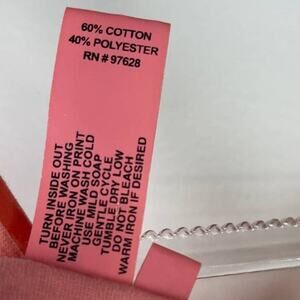 60% COTTON
40% POLYESTER
RN # 97628
TURN INSIDE OUT
BEFORE WASHING
NEVER IRON ON PRINT
MACHINE WASH COLD
USE MILD SOAP
GENTLE CYCLE
TUMBLE DRY LOW
DO NOT BLEACH
WARM IRON IF DESIRED